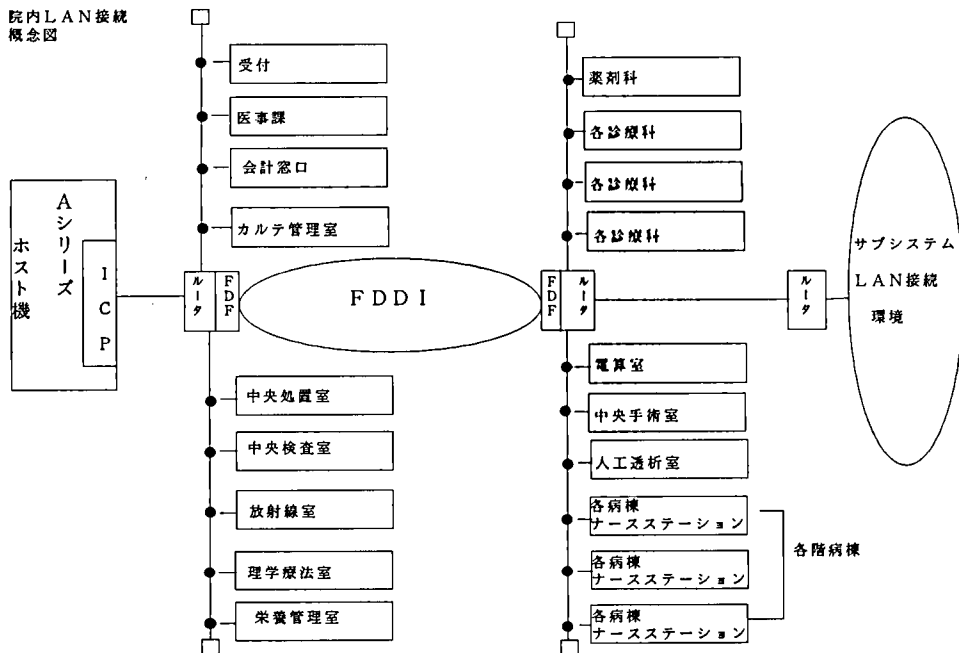 院内LAN接続
概念図
受付
医事課
会計窓口
カルテ管理室
Aシリーズ
ホスト機
ICP
ルータ
FDF
FDDI
中央処置室
中央検査室
放射線室
理学療法室
栄養管理室
薬剤科
各診療科
各診療科
各診療科
FDF
ルータ
ルータ
サブシステム
LAN接続
環境
電算室
中央手術室
人工透析室
各病棟
ナースステーション
各病棟
ナースステーション
各病棟
ナースステーション
各階病棟